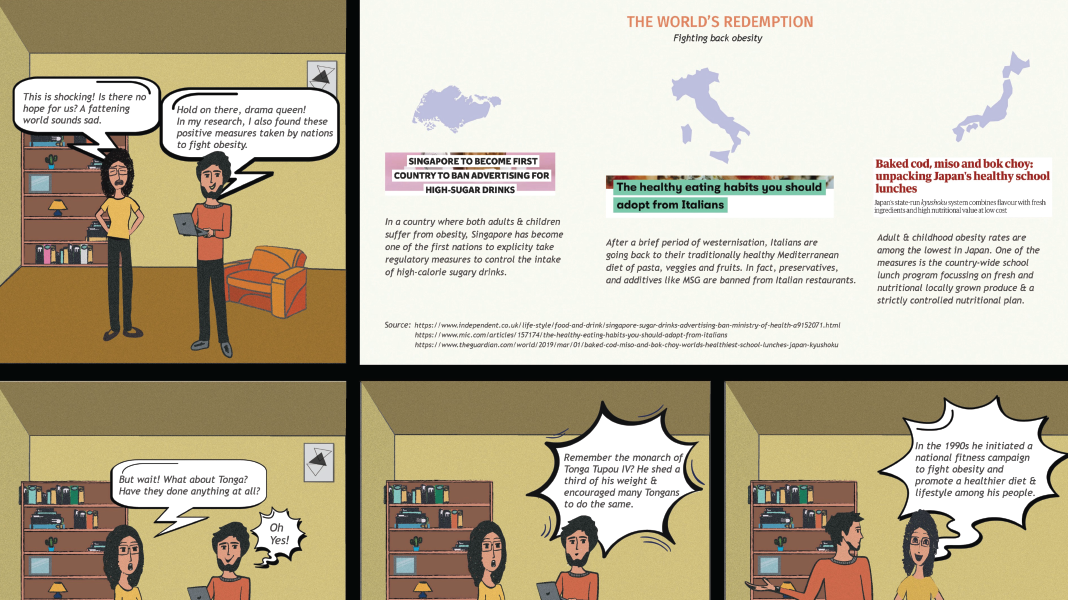 This is shocking! Is there no
hope for us? A fattening
world sounds sad.
Hold on there, drama queen!
In my research, I also found these
positive measures taken by nations
to fight obesity.
THE WORLD'S REDEMPTION
Fighting back obesity
SINGAPORE TO BECOME FIRST
COUNTRY TO BAN ADVERTISING FOR
HIGH-SUGAR DRINKS
In a country where both adults & children
suffer from obesity, Singapore has become
one of the first nations to explicity take
regulatory measures to control the intake
of high-calorie sugary drinks.
The healthy eating habits you should
adopt from Italians
After a brief period of westernisation, Italians are
going back to their traditionally healthy Mediterranean
diet of pasta, veggies and fruits. In fact, preservatives,
and additives like MSG are banned from Italian restaurants.
Baked cod, miso and bok choy:
unpacking Japan's healthy school
lunches
Japan's state-run kyushoku system combines flavour with fresh
ingredients and high nutritional value at low cost
Adult & childhood obesity rates are
among the lowest in Japan. One of the
measures is the country-wide school
lunch program focussing on fresh and
nutritional locally grown produce & a
strictly controlled nutritional plan.
Source: https://www.independent.co.uk/life-style/food-and-drink/singapore-sugar-drinks-advertising-ban-ministry-of-health-a9152071.html
https://www.mic.com/articles/157174/the-healthy-eating-habits-you-should-adopt-from-italians
https://www.theguardian.com/world/2019/mar/01/baked-cod-miso-and-bok-choy-worlds-healthiest-school-lunches-japan-kyushoku
But wait! What about Tonga?
Have they done anything at all?
Oh
Yes!
Remember the monarch of
Tonga Tupou IV? He shed a
third of his weight &
encouraged many Tongans
to do the same.
In the 1990s he initiated a
national fitness campaign
to fight obesity and
promote a healthier diet &
lifestyle among his people.